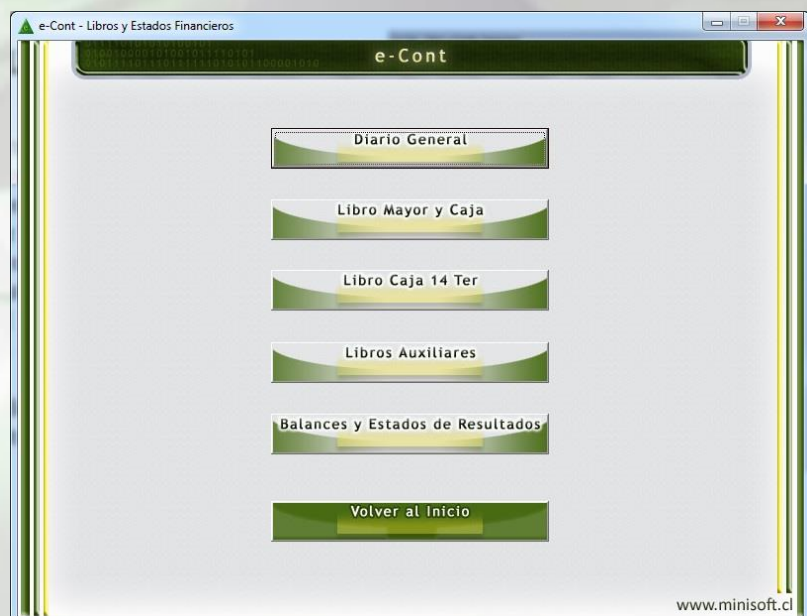 e-Cont - Libros y Estados Financieros
e-Cont
Diario General
Libro Mayor y Caja
Libro Caja 14 Ter
Libros Auxiliares
Balances y Estados de Resultados
Volver al Inicio
www.minisoft.cl